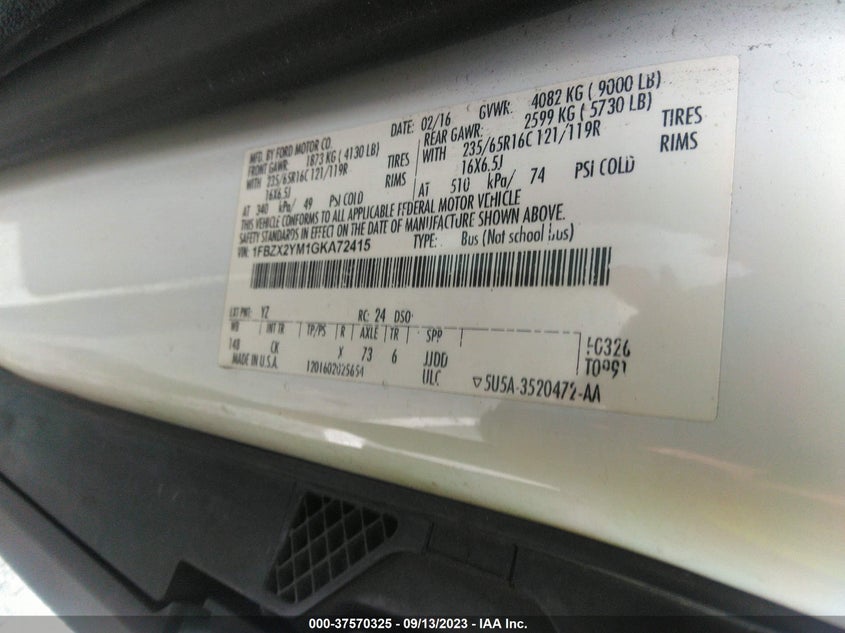 MFD. BY FORD MOTOR CO.
DATE: 02/16 GVWR: 4082 KG ( 9000 LB)
FRONT GAWR: 1873 KG ( 4130 LB)
REAR GAWR: 2599 KG ( 5730 LB)
WITH 235/65R16C 121/119R TIRES
WITH 235/65R16C 121/119R TIRES
16X6.5J RIMS
16X6.5J RIMS
AT 340 kPa/ 49 PSI COLD
AT 510 kPa/ 74 PSI COLD
THIS VEHICLE CONFORMS TO ALL APPLICABLE FEDERAL MOTOR VEHICLE
SAFETY STANDARDS IN EFFECT ON THE DATE OF MANUFACTURE SHOWN ABOVE.
VIN: 1FBZX2YM1GKA72415
TYPE: Bus (Not school bus)
EXT PNT: YZ RC: 24 DSO:
WB INT TR TP/PS R AXLE TR SPP
148 CK X 73 6 JJDD
MADE IN U.S.A. 1201602025654 ULC
▽5U5A-3520472-AA
000-37570325 - 09/13/2023 - IAA Inc.